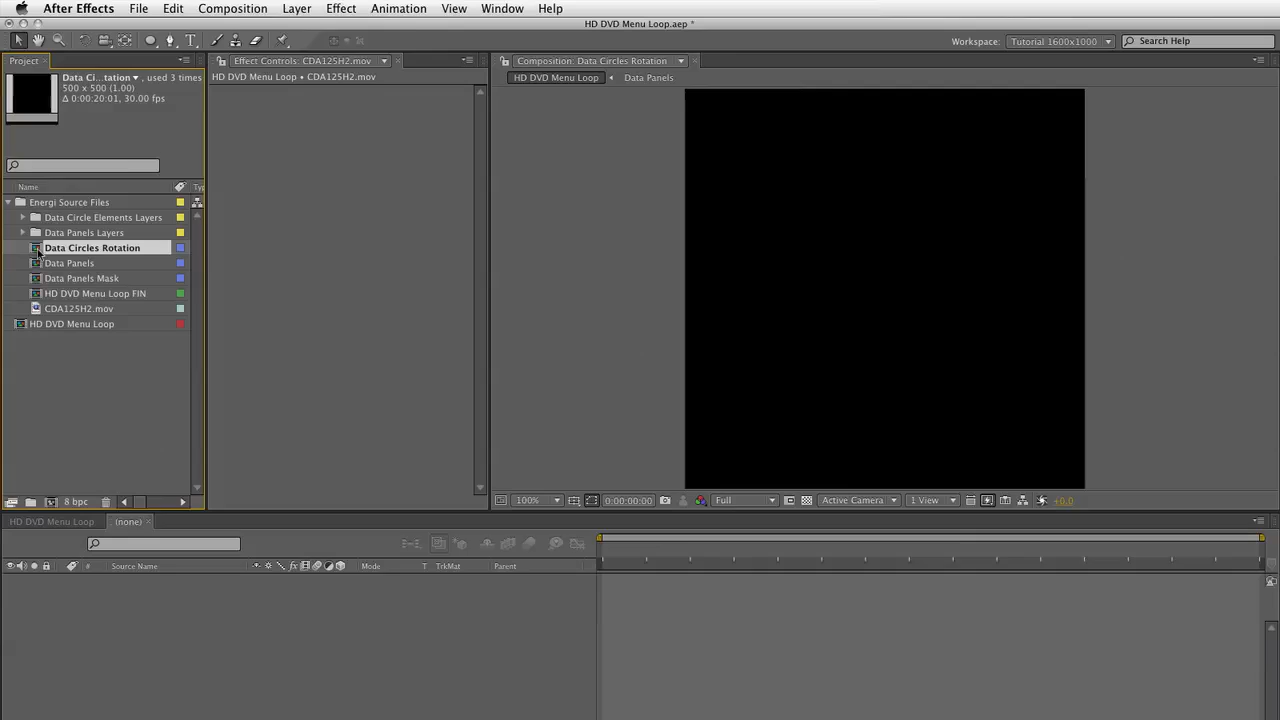 After Effects File Edit Composition Layer Effect Animation View Window Help
HD DVD Menu Loop.aep *
Workspace: Tutorial 1600x1000 Search Help
Project
Data Ci...tation , used 3 times
500 x 500 (1.00)
Δ 0:00:20:01, 30.00 fps
Name Typ
Energi Source Files
Data Circle Elements Layers
Data Panels Layers
Data Circles Rotation
Data Panels
Data Panels Mask
HD DVD Menu Loop FIN
CDA125H2.mov
HD DVD Menu Loop
8 bpc
Effect Controls: CDA125H2.mov
HD DVD Menu Loop • CDA125H2.mov
Composition: Data Circles Rotation
HD DVD Menu Loop Data Panels
100% 0:00:00:00 Full Active Camera 1 View +0.0
HD DVD Menu Loop (none)
# Source Name fx Mode T TrkMat Parent